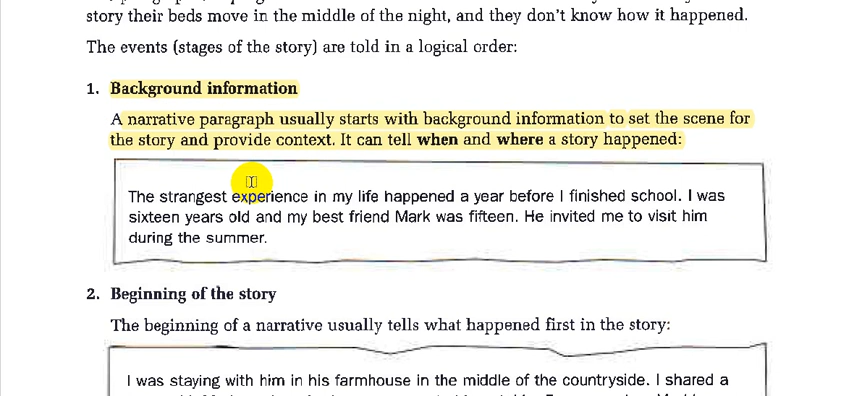 story their beds move in the middle of the night, and they don't know how it happened.
The events (stages of the story) are told in a logical order:
1. Background information
A narrative paragraph usually starts with background information to set the scene for
the story and provide context. It can tell when and where a story happened:
The strangest experience in my life happened a year before I finished school. I was
sixteen years old and my best friend Mark was fifteen. He invited me to visit him
during the summer.
2. Beginning of the story
The beginning of a narrative usually tells what happened first in the story:
I was staying with him in his farmhouse in the middle of the countryside. I shared a